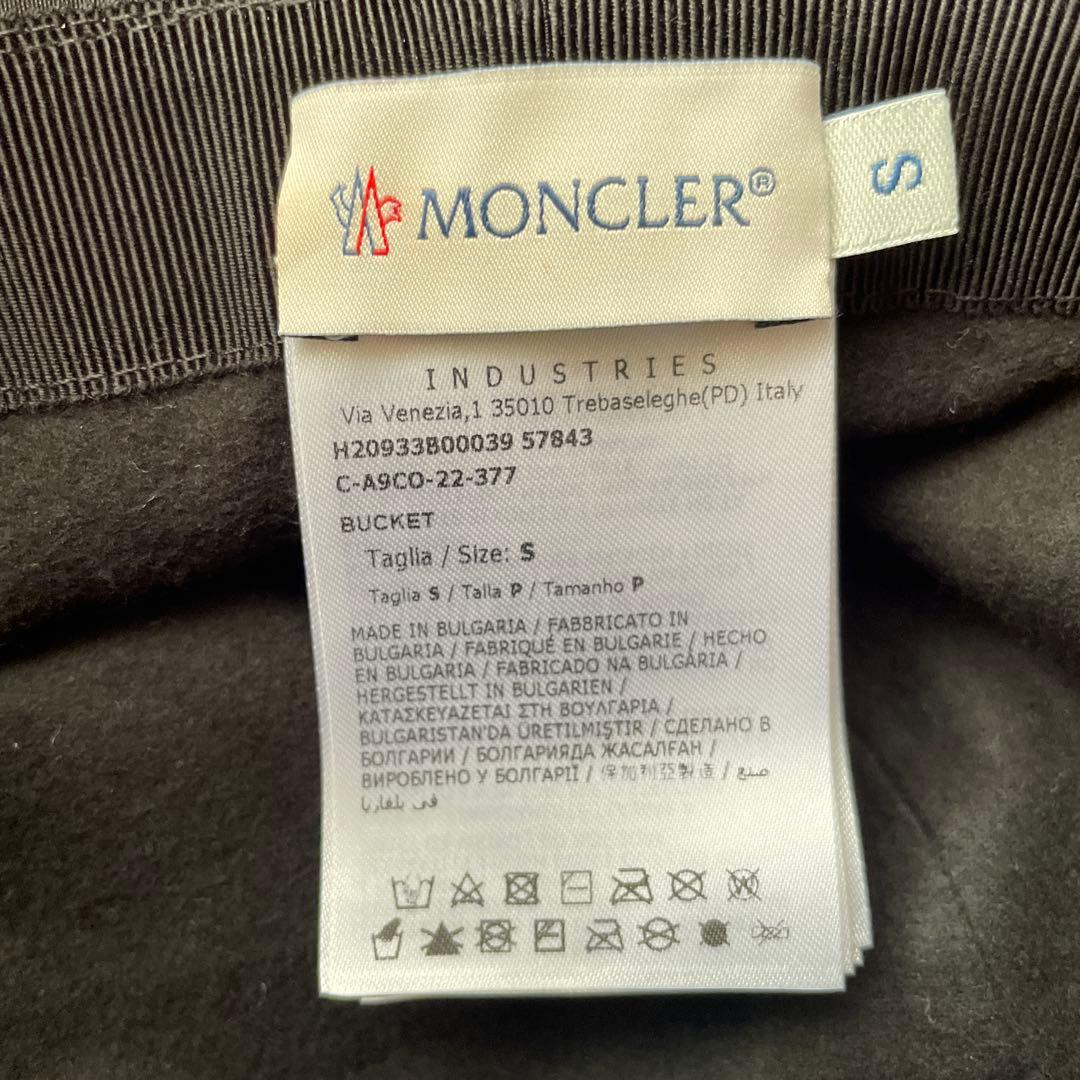 MONCLER®
S
INDUSTRIES
Via Venezia,1 35010 Trebaseleghe(PD) Italy
H20933B00039 57843
C-A9CO-22-377
BUCKET
Taglia / Size: S
Taglia S / Talla P / Tamanho P
MADE IN BULGARIA / FABBRICATO IN
BULGARIA / FABRIQUÉ EN BULGARIE / HECHO
EN BULGARIA / FABRICADO NA BULGÁRIA /
HERGESTELLT IN BULGARIEN /
ΚΑΤΑΣΚΕΥΑΖΕΤΑΙ ΣΤΗ ΒΟΥΛΓΑΡΙΑ /
BULGARISTAN'DA ÜRETILMIŞTIR / СДЕЛАНО В
БОЛГАРИИ / БОЛГАРИЯДА ЖАСАЛҒАН /
ВИРОБЛЕНО У БОЛГАРІЇ / 保加利亞製造 / صنع
في بلغاريا